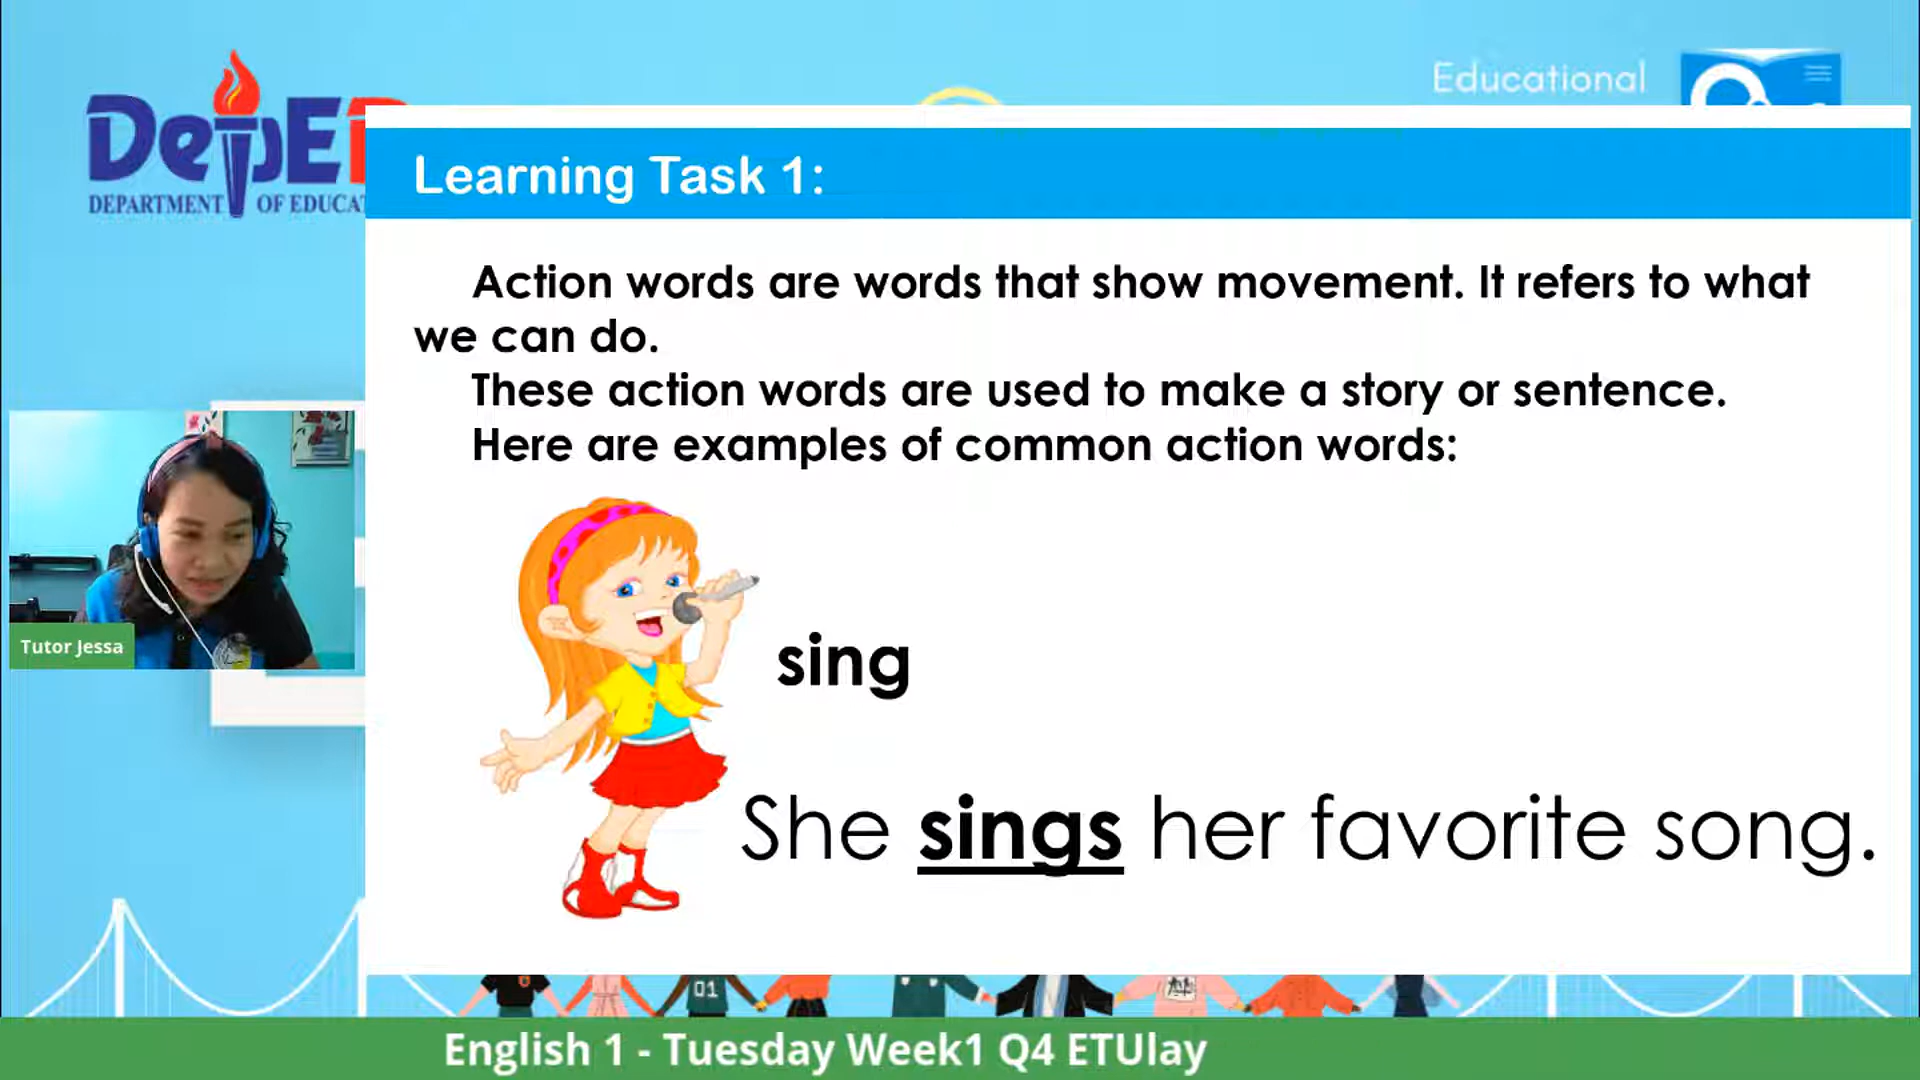 DepE
DEPARTMENT OF EDUCAT
Educational
Learning Task 1:
Action words are words that show movement. It refers to what
we can do.
These action words are used to make a story or sentence.
Here are examples of common action words:
Tutor Jessa
sing
She sings her favorite song.
01
English 1 - Tuesday Week1 Q4 ETUlay